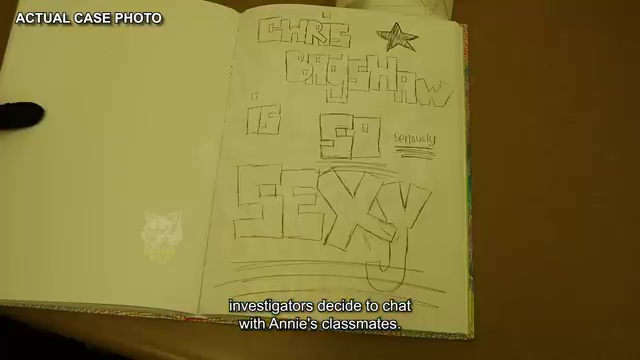 ACTUAL CASE PHOTO
CHRiS
BAgSHAW
is SO seriously
SEXy
investigators decide to chat
with Annie's classmates.